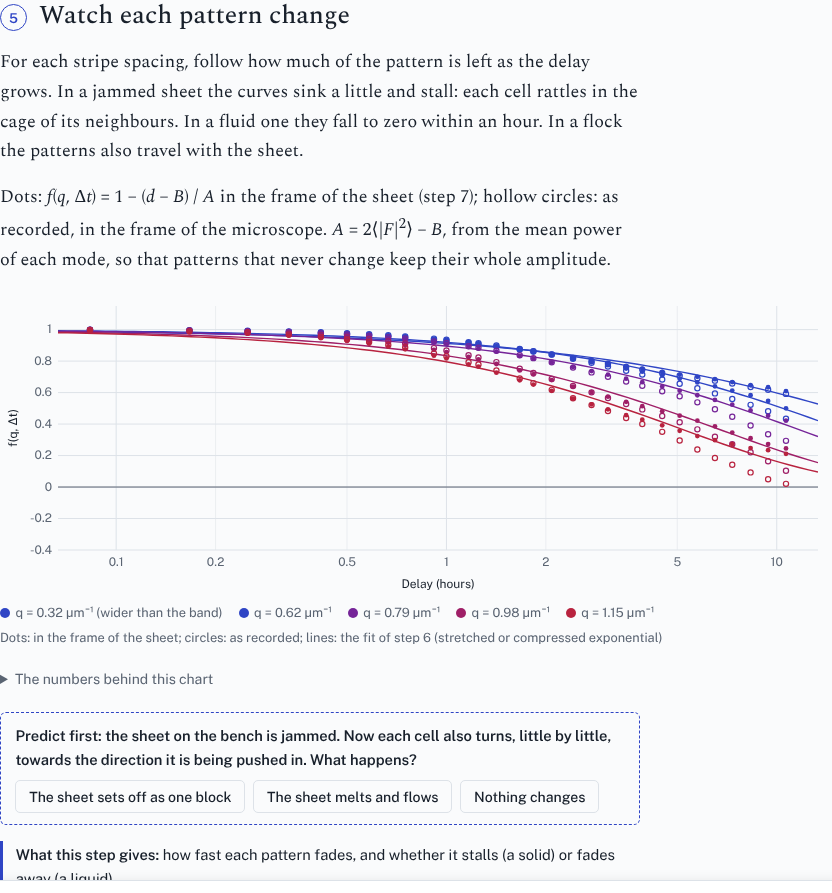 5 Watch each pattern change
For each stripe spacing, follow how much of the pattern is left as the delay
grows. In a jammed sheet the curves sink a little and stall: each cell rattles in the
cage of its neighbours. In a fluid one they fall to zero within an hour. In a flock
the patterns also travel with the sheet.
Dots: f(q, Δt) = 1 − (d − B) / A in the frame of the sheet (step 7); hollow circles: as
recorded, in the frame of the microscope. A = 2⟨|F|²⟩ − B, from the mean power
of each mode, so that patterns that never change keep their whole amplitude.
1
0.8
0.6
0.4
0.2
0
-0.2
-0.4
f(q, Δt)
0.1 0.2 0.5 1 2 5 10
Delay (hours)
q = 0.32 µm⁻¹ (wider than the band) q = 0.62 µm⁻¹ q = 0.79 µm⁻¹ q = 0.98 µm⁻¹ q = 1.15 µm⁻¹
Dots: in the frame of the sheet; circles: as recorded; lines: the fit of step 6 (stretched or compressed exponential)
The numbers behind this chart
Predict first: the sheet on the bench is jammed. Now each cell also turns, little by little,
towards the direction it is being pushed in. What happens?
The sheet sets off as one block The sheet melts and flows Nothing changes
What this step gives: how fast each pattern fades, and whether it stalls (a solid) or fades
away (a liquid)